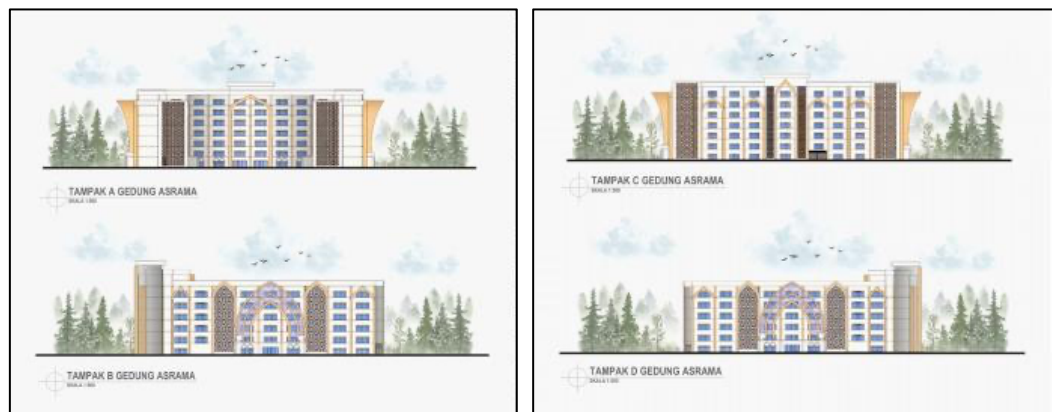 TAMPAK A GEDUNG ASRAMA
TAMPAK B GEDUNG ASRAMA
TAMPAK C GEDUNG ASRAMA
TAMPAK D GEDUNG ASRAMA